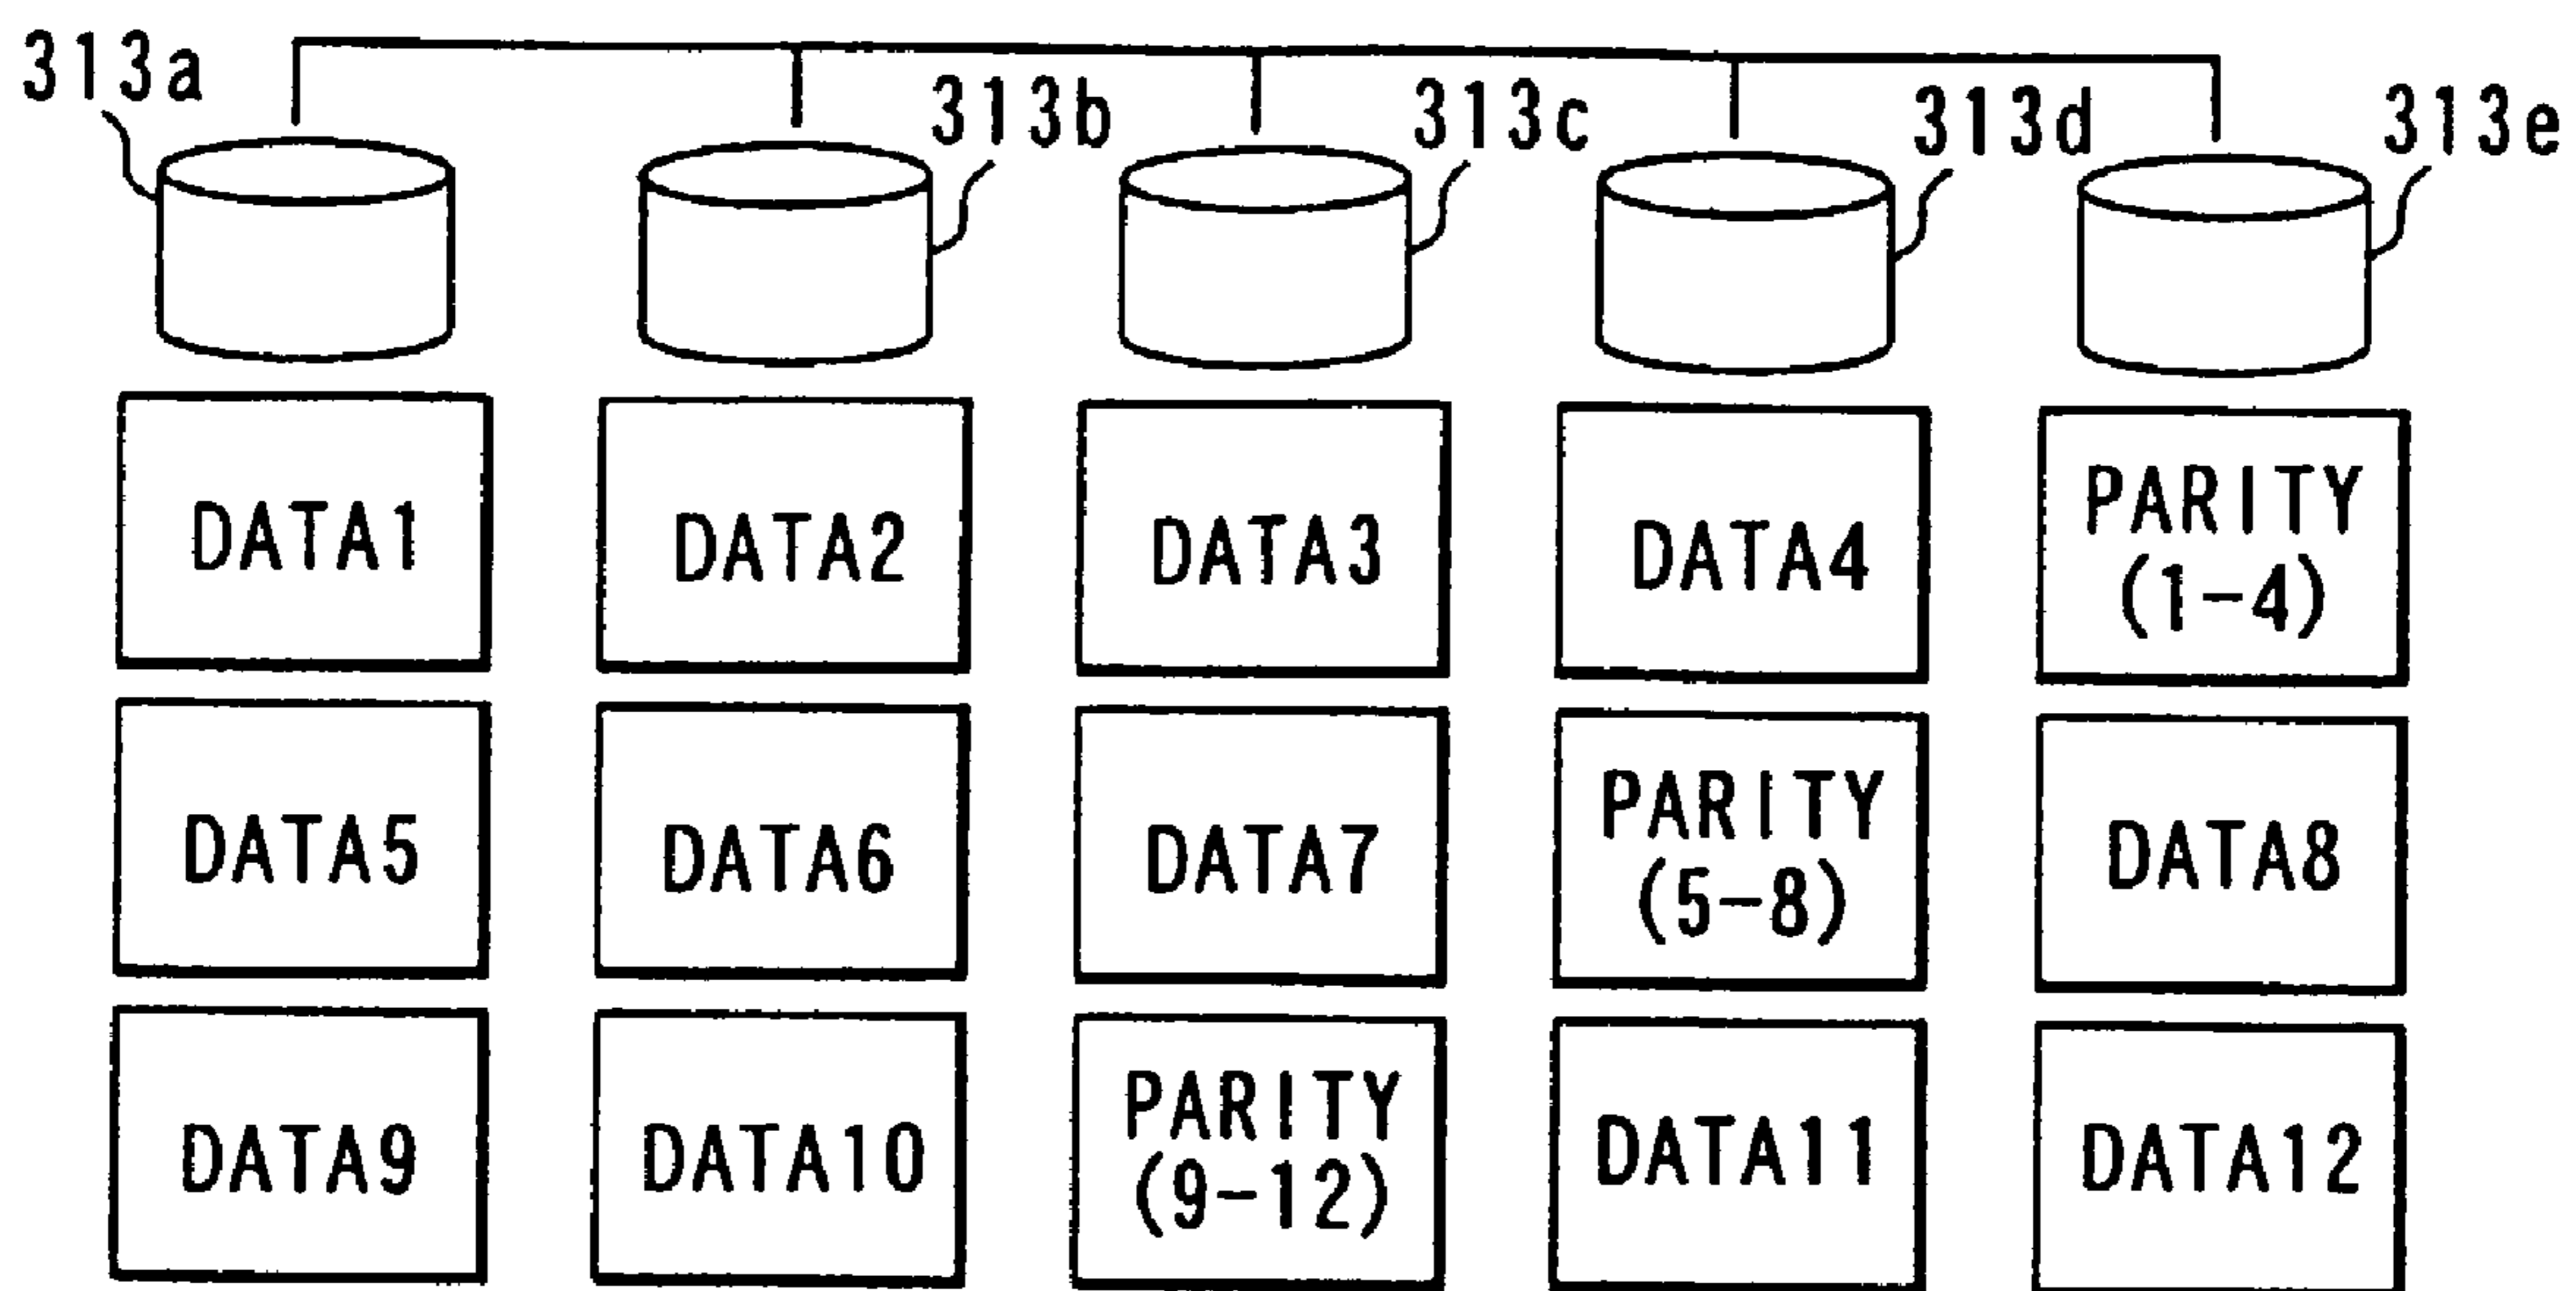 313a
313b
313c
313d
313e
DATA1
DATA2
DATA3
DATA4
PARITY
(1-4)
DATA5
DATA6
DATA7
PARITY
(5-8)
DATA8
DATA9
DATA10
PARITY
(9-12)
DATA11
DATA12